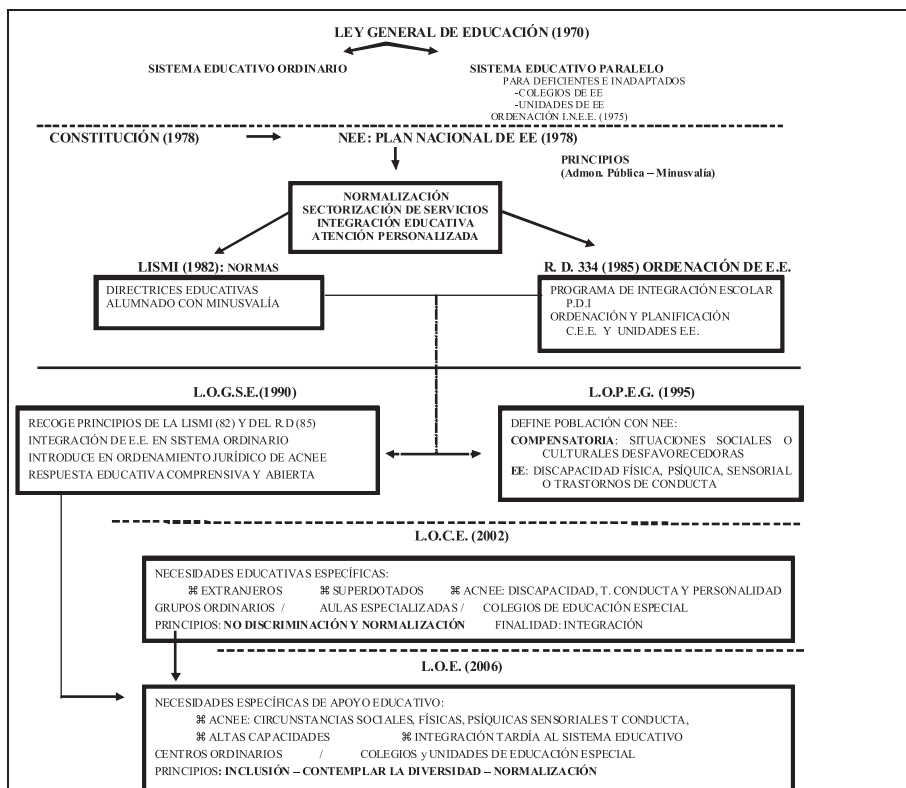 LEY GENERAL DE EDUCACIÓN (1970)
SISTEMA EDUCATIVO ORDINARIO
SISTEMA EDUCATIVO PARALELO
PARA DEFICIENTES E INADAPTADOS
-COLEGIOS DE EE
-UNIDADES DE EE
ORDENACIÓN I.N.E.E. (1975)
CONSTITUCIÓN (1978)
NEE: PLAN NACIONAL DE EE (1978)
PRINCIPIOS
(Admon. Pública – Minusvalía)
NORMALIZACIÓN
SECTORIZACIÓN DE SERVICIOS
INTEGRACIÓN EDUCATIVA
ATENCIÓN PERSONALIZADA
LISMI (1982): NORMAS
DIRECTRICES EDUCATIVAS
ALUMNADO CON MINUSVALÍA
R. D. 334 (1985) ORDENACIÓN DE E.E.
PROGRAMA DE INTEGRACIÓN ESCOLAR
P.D.I
ORDENACIÓN Y PLANIFICACIÓN
C.E.E. Y UNIDADES E.E.
L.O.G.S.E.(1990)
RECOGE PRINCIPIOS DE LA LISMI (82) Y DEL R.D (85)
INTEGRACIÓN DE E.E. EN SISTEMA ORDINARIO
INTRODUCE EN ORDENAMIENTO JURÍDICO DE ACNEE
RESPUESTA EDUCATIVA COMPRENSIVA Y ABIERTA
L.O.P.E.G. (1995)
DEFINE POBLACIÓN CON NEE:
COMPENSATORIA: SITUACIONES SOCIALES O
CULTURALES DESFAVORECEDORAS
EE: DISCAPACIDAD FÍSICA, PSÍQUICA, SENSORIAL
O TRASTORNOS DE CONDUCTA
L.O.C.E. (2002)
NECESIDADES EDUCATIVAS ESPECÍFICAS:
⌘ EXTRANJEROS ⌘ SUPERDOTADOS ⌘ ACNEE: DISCAPACIDAD, T. CONDUCTA Y PERSONALIDAD
GRUPOS ORDINARIOS / AULAS ESPECIALIZADAS / COLEGIOS DE EDUCACIÓN ESPECIAL
PRINCIPIOS: NO DISCRIMINACIÓN Y NORMALIZACIÓN FINALIDAD: INTEGRACIÓN
L.O.E. (2006)
NECESIDADES ESPECÍFICAS DE APOYO EDUCATIVO:
⌘ ACNEE: CIRCUNSTANCIAS SOCIALES, FÍSICAS, PSÍQUICAS SENSORIALES T CONDUCTA,
⌘ ALTAS CAPACIDADES ⌘ INTEGRACIÓN TARDÍA AL SISTEMA EDUCATIVO
CENTROS ORDINARIOS / COLEGIOS y UNIDADES DE EDUCACIÓN ESPECIAL
PRINCIPIOS: INCLUSIÓN – CONTEMPLAR LA DIVERSIDAD – NORMALIZACIÓN